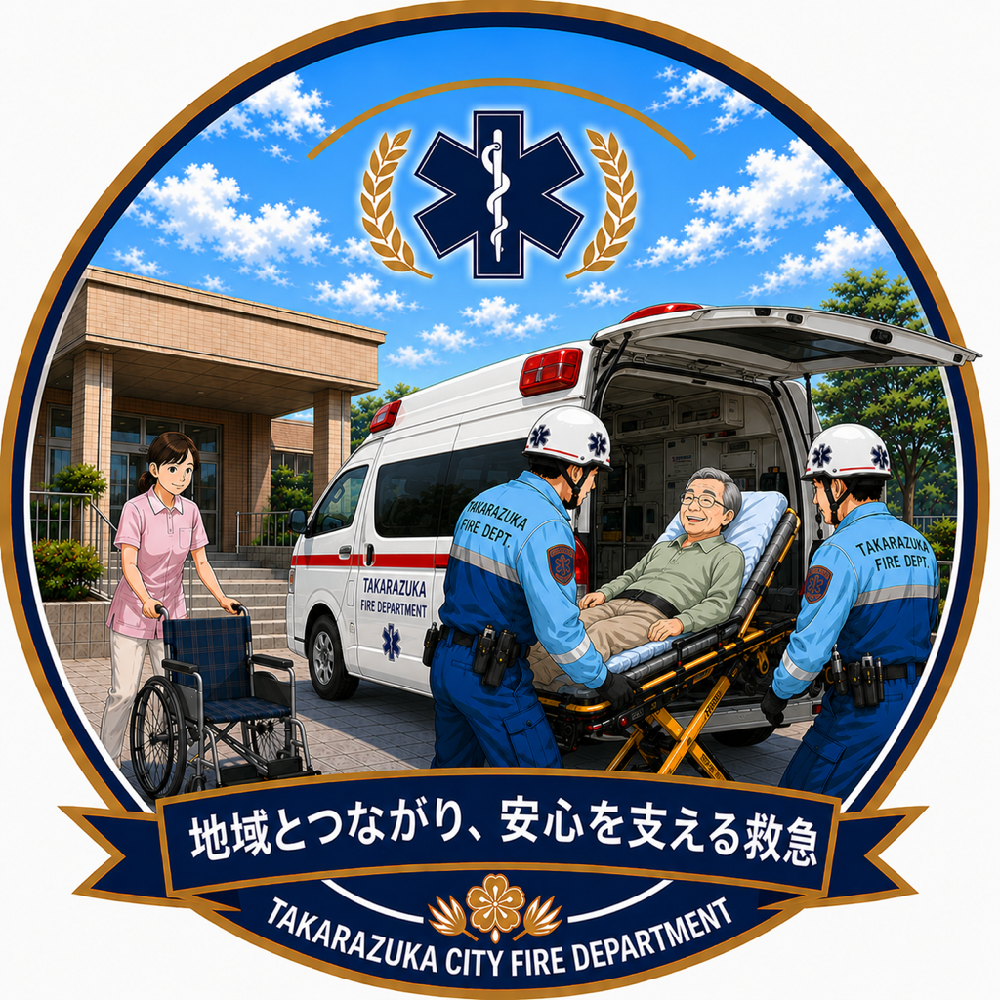 TAKARAZUKA
FIRE DEPT.
TAKARAZUKA
FIRE DEPT.
TAKARAZUKA
FIRE DEPARTMENT
地域とつながり、安心を支える救急
TAKARAZUKA CITY FIRE DEPARTMENT